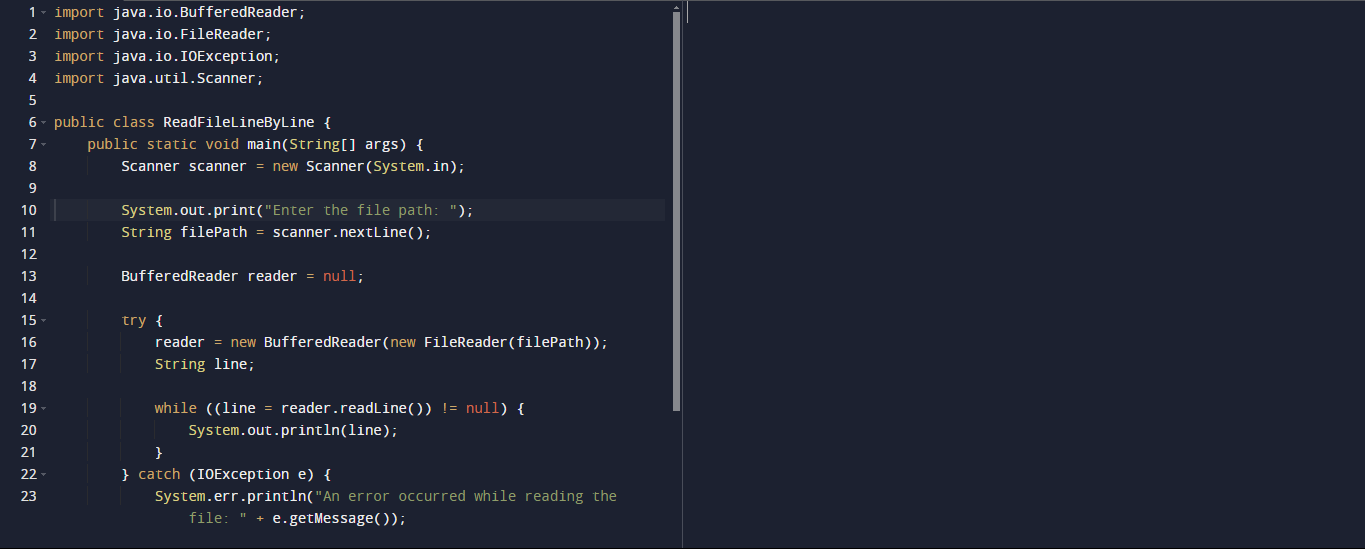 1 import java.io.BufferedReader;
2 import java.io.FileReader;
3 import java.io.IOException;
4 import java.util.Scanner;
5
6 public class ReadFileLineByLine {
7     public static void main(String[] args) {
8         Scanner scanner = new Scanner(System.in);
9
10         System.out.print("Enter the file path: ");
11         String filePath = scanner.nextLine();
12
13         BufferedReader reader = null;
14
15         try {
16             reader = new BufferedReader(new FileReader(filePath));
17             String line;
18
19             while ((line = reader.readLine()) != null) {
20                 System.out.println(line);
21             }
22         } catch (IOException e) {
23             System.err.println("An error occurred while reading the
                file: " + e.getMessage());